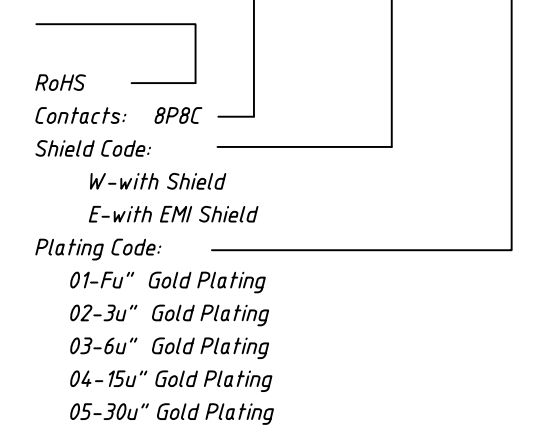 RoHS
Contacts: 8P8C
Shield Code:
W-with Shield
E-with EMI Shield
Plating Code:
01-Fu" Gold Plating
02-3u" Gold Plating
03-6u" Gold Plating
04-15u" Gold Plating
05-30u" Gold Plating